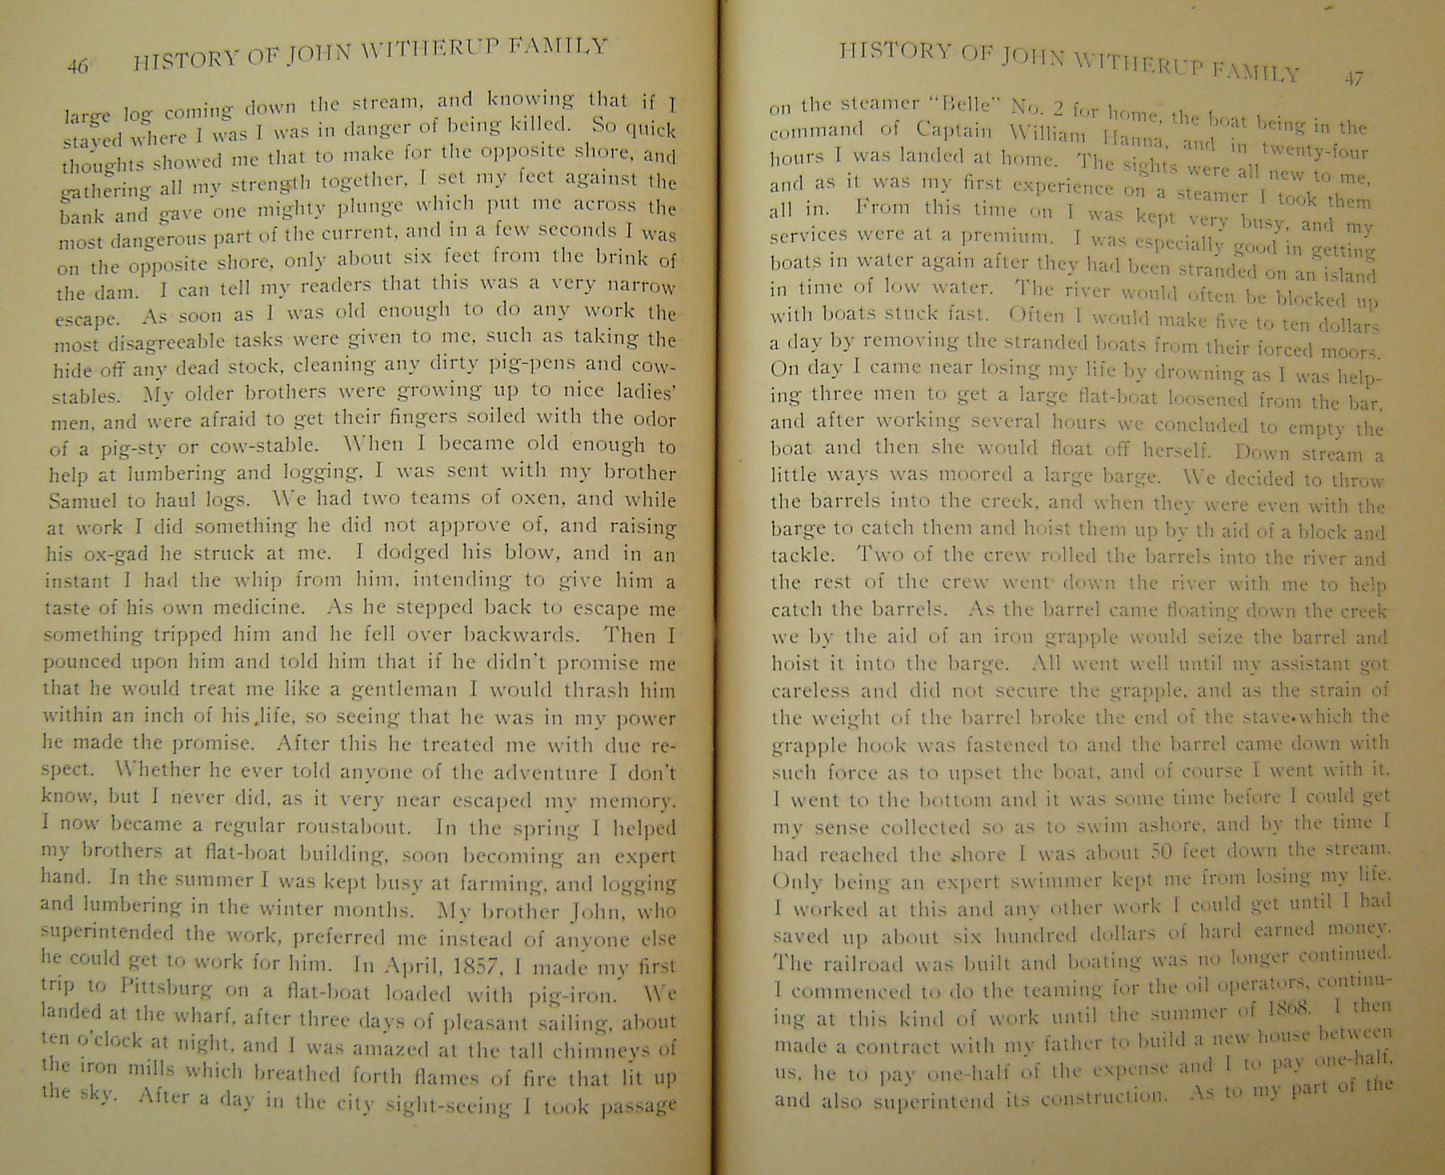 46 HISTORY OF JOHN WITHERUP FAMILY
large log coming down the stream, and knowing that if I
stayed where I was I was in danger of being killed. So quick
thoughts showed me that to make for the opposite shore, and
gathering all my strength together, I set my feet against the
bank and gave one mighty plunge which put me across the
most dangerous part of the current, and in a few seconds I was
on the opposite shore, only about six feet from the brink of
the dam. I can tell my readers that this was a very narrow
escape. As soon as I was old enough to do any work the
most disagreeable tasks were given to me, such as taking the
hide off any dead stock, cleaning any dirty pig-pens and cow-
stables. My older brothers were growing up to nice ladies'
men, and were afraid to get their fingers soiled with the odor
of a pig-sty or cow-stable. When I became old enough to
help at lumbering and logging, I was sent with my brother
Samuel to haul logs. We had two teams of oxen, and while
at work I did something he did not approve of, and raising
his ox-gad he struck at me. I dodged his blow, and in an
instant I had the whip from him, intending to give him a
taste of his own medicine. As he stepped back to escape me
something tripped him and he fell over backwards. Then I
pounced upon him and told him that if he didn't promise me
that he would treat me like a gentleman I would thrash him
within an inch of his life, so seeing that he was in my power
he made the promise. After this he treated me with due re-
spect. Whether he ever told anyone of the adventure I don't
know, but I never did, as it very near escaped my memory.
I now became a regular roustabout. In the spring I helped
my brothers at flat-boat building, soon becoming an expert
hand. In the summer I was kept busy at farming, and logging
and lumbering in the winter months. My brother John, who
superintended the work, preferred me instead of anyone else
he could get to work for him. In April, 1857, I made my first
trip to Pittsburg on a flat-boat loaded with pig-iron. We
landed at the wharf, after three days of pleasant sailing, about
ten o'clock at night, and I was amazed at the tall chimneys of
the iron mills which breathed forth flames of fire that lit up
the sky. After a day in the city sight-seeing I took passage
HISTORY OF JOHN WITHERUP FAMILY 47
on the steamer "Belle" No. 2 for home, the boat being in the
command of Captain William Hanna, and in twenty-four
hours I was landed at home. The sights were all new to me,
and as it was my first experience on a steamer I took them
all in. From this time on I was kept very busy, and my
services were at a premium. I was especially good in getting
boats in water again after they had been stranded on an island
in time of low water. The river would often be blocked up
with boats stuck fast. Often I would make five to ten dollars
a day by removing the stranded boats from their forced moors.
On day I came near losing my life by drowning as I was help-
ing three men to get a large flat-boat loosened from the bar,
and after working several hours we concluded to empty the
boat and then she would float off herself. Down stream a
little ways was moored a large barge. We decided to throw
the barrels into the creek, and when they were even with the
barge to catch them and hoist them up by th aid of a block and
tackle. Two of the crew rolled the barrels into the river and
the rest of the crew went down the river with me to help
catch the barrels. As the barrel came floating down the creek
we by the aid of an iron grapple would seize the barrel and
hoist it into the barge. All went well until my assistant got
careless and did not secure the grapple, and as the strain of
the weight of the barrel broke the end of the stave which the
grapple hook was fastened to and the barrel came down with
such force as to upset the boat, and of course I went with it.
I went to the bottom and it was some time before I could get
my sense collected so as to swim ashore, and by the time I
had reached the shore I was about 50 feet down the stream.
Only being an expert swimmer kept me from losing my life.
I worked at this and any other work I could get until I had
saved up about six hundred dollars of hard earned money.
The railroad was built and boating was no longer continued.
I commenced to do the teaming for the oil operators, continu-
ing at this kind of work until the summer of 1868. I then
made a contract with my father to build a new house between
us, he to pay one-half of the expense and I to pay one-half,
and also superintend its construction. As to my part of the